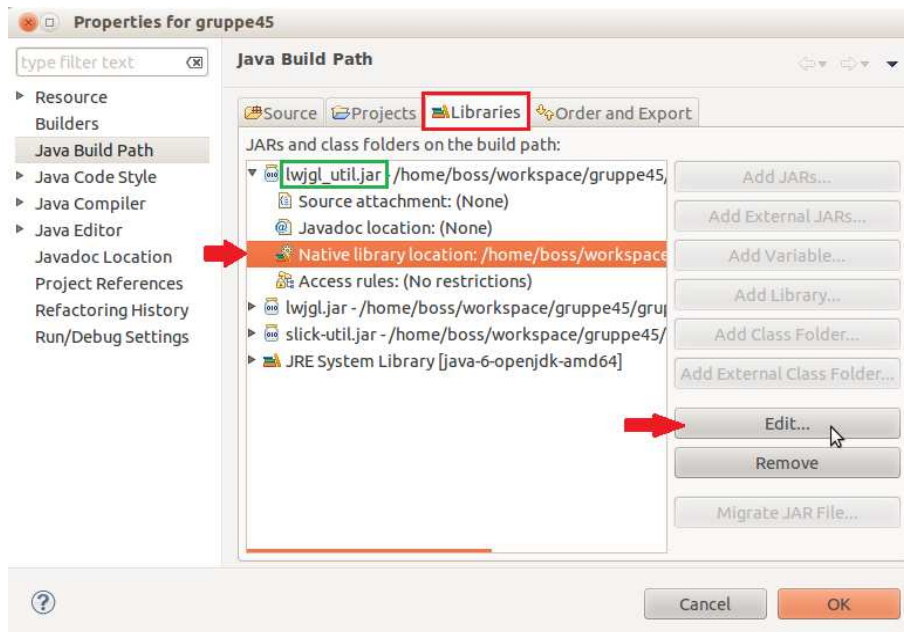 Properties for gruppe45
type filter text
Resource
Builders
Java Build Path
Java Code Style
Java Compiler
Java Editor
Javadoc Location
Project References
Refactoring History
Run/Debug Settings
Java Build Path
Source Projects Libraries Order and Export
JARs and class folders on the build path:
lwjgl_util.jar - /home/boss/workspace/gruppe45/
Source attachment: (None)
Javadoc location: (None)
Native library location: /home/boss/workspace
Access rules: (No restrictions)
lwjgl.jar - /home/boss/workspace/gruppe45/grup
slick-util.jar - /home/boss/workspace/gruppe45/
JRE System Library [java-6-openjdk-amd64]
Add JARs...
Add External JARs...
Add Variable...
Add Library...
Add Class Folder...
Add External Class Folder...
Edit...
Remove
Migrate JAR File...
Cancel OK